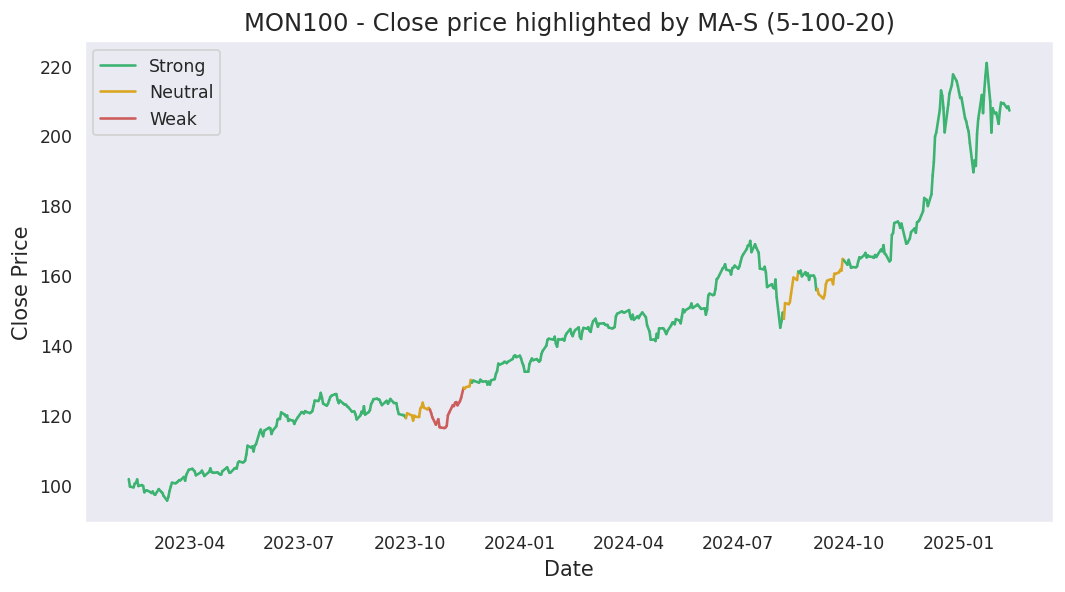 MON100 - Close price highlighted by MA-S (5-100-20)
Strong
Neutral
Weak
Close Price
220
200
180
160
140
120
100
2023-04
2023-07
2023-10
2024-01
2024-04
2024-07
2024-10
2025-01
Date